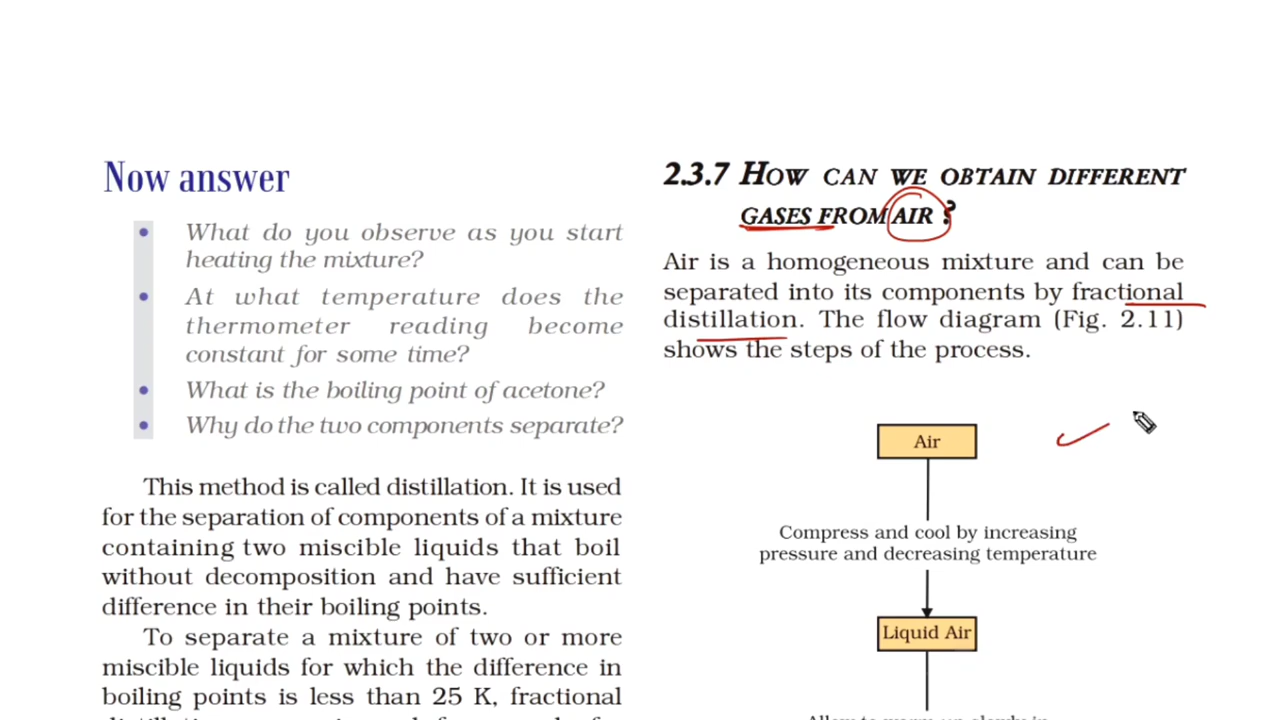 Now answer
• What do you observe as you start
heating the mixture?
• At what temperature does the
thermometer reading become
constant for some time?
• What is the boiling point of acetone?
• Why do the two components separate?
This method is called distillation. It is used
for the separation of components of a mixture
containing two miscible liquids that boil
without decomposition and have sufficient
difference in their boiling points.
To separate a mixture of two or more
miscible liquids for which the difference in
boiling points is less than 25 K, fractional
2.3.7 HOW CAN WE OBTAIN DIFFERENT
GASES FROM AIR ?
Air is a homogeneous mixture and can be
separated into its components by fractional
distillation. The flow diagram (Fig. 2.11)
shows the steps of the process.
Air
Compress and cool by increasing
pressure and decreasing temperature
Liquid Air
Allow to warm up slowly in